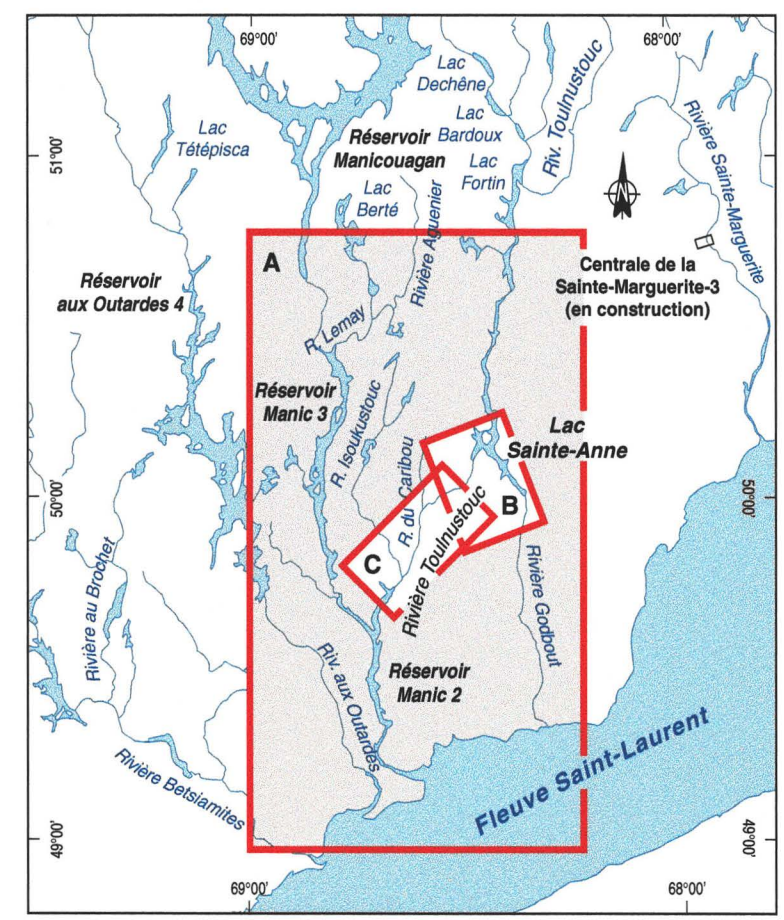 69°00'
68°00'
Lac
Dechêne
Riv. Toulnustouc
Lac
Bardoux
Rivière Sainte-Marguerite
Lac
Tétépisca
Réservoir
Manicouagan
51°00'
Lac
Fortin
Lac
Berté
Rivière Aguenier
A
Centrale de la
Sainte-Marguerite-3
(en construction)
Réservoir
aux Outardes 4
R. Lemay
Réservoir
Manic 3
R. Isoukustouc
Lac
Sainte-Anne
R. du Caribou
50°00'
50°00'
B
Rivière Toulnustouc
C
Rivière au Brochet
Rivière Godbout
Réservoir
Manic 2
Riv. aux Outardes
Fleuve Saint-Laurent
Rivière Betsiamites
49°00'
49°00'
69°00'
68°00'